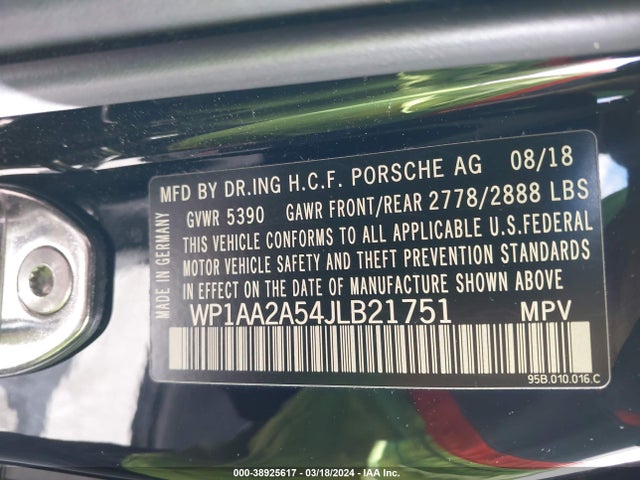 MFD BY DR.ING H.C.F. PORSCHE AG 08/18
GVWR 5390 GAWR FRONT/REAR 2778/2888 LBS
THIS VEHICLE CONFORMS TO ALL APPLICABLE U.S.FEDERAL
MOTOR VEHICLE SAFETY AND THEFT PREVENTION STANDARDS
IN EFFECT ON THE DATE OF MANUFACTURE SHOWN ABOVE
WP1AA2A54JLB21751 MPV
MADE IN GERMANY
95B.010.016.C
000-38925617 - 03/18/2024 - IAA Inc.